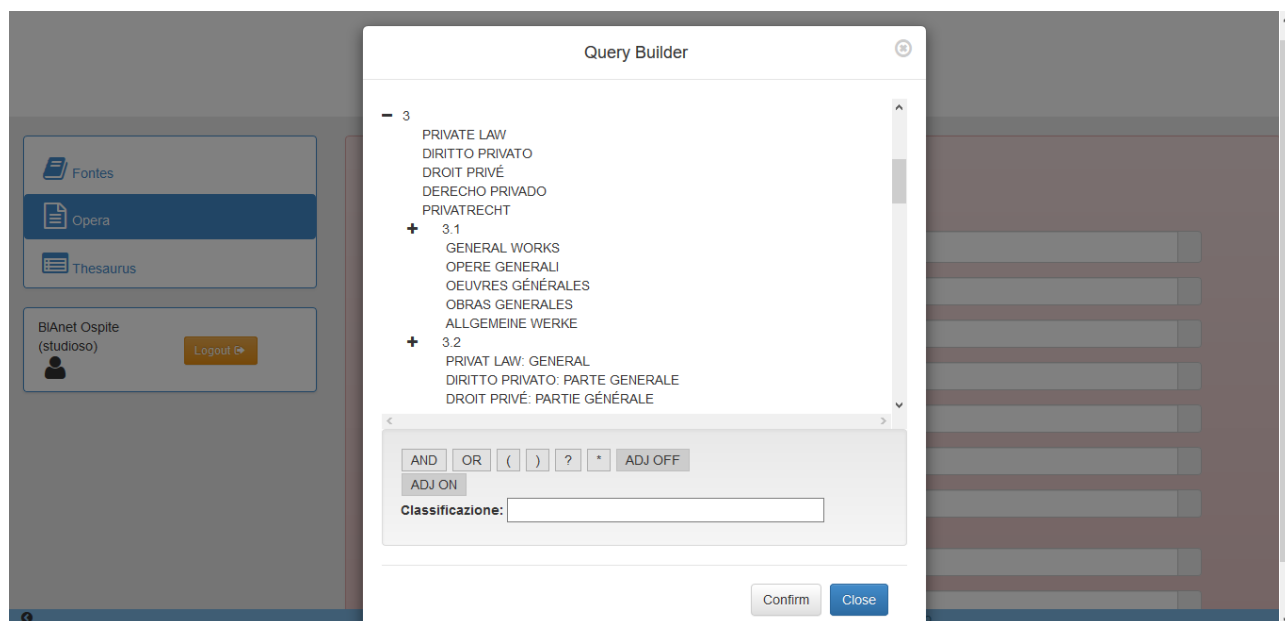 Query Builder
3
PRIVATE LAW
DIRITTO PRIVATO
DROIT PRIVÉ
DERECHO PRIVADO
PRIVATRECHT
3.1
GENERAL WORKS
OPERE GENERALI
OEUVRES GÉNÉRALES
OBRAS GENERALES
ALLGEMEINE WERKE
3.2
PRIVAT LAW: GENERAL
DIRITTO PRIVATO: PARTE GENERALE
DROIT PRIVÉ: PARTIE GÉNÉRALE
AND OR ( ) ? * ADJ OFF
ADJ ON
Classificazione:
Confirm Close
Fontes
Opera
Thesaurus
BIAnet Ospite
(studioso)
Logout